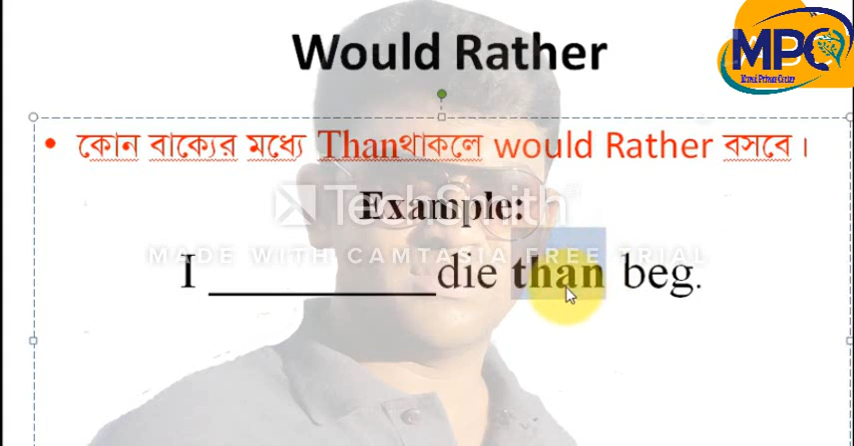 Would Rather
MPC
• কোন বাক্যের মধ্যে Thanথাকলে would Rather বসবে।
TechSmith
Example:
MADE WITH CAMTASIA FREE TRIAL
I __________die than beg.